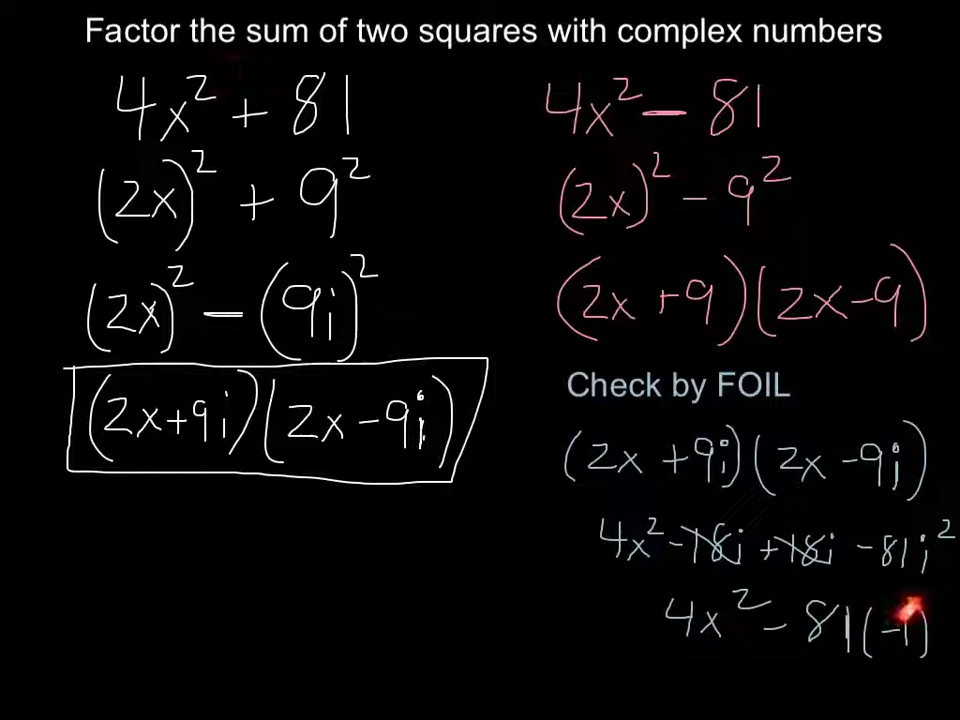 Factor the sum of two squares with complex numbers
4x² + 81
(2x)² + 9²
(2x)² − (9i)²
(2x+9i)(2x−9i)
4x² − 81
(2x)² − 9²
(2x+9)(2x−9)
Check by FOIL
(2x+9i)(2x−9i)
4x² −18i +18i −81i²
4x² − 81(−1)